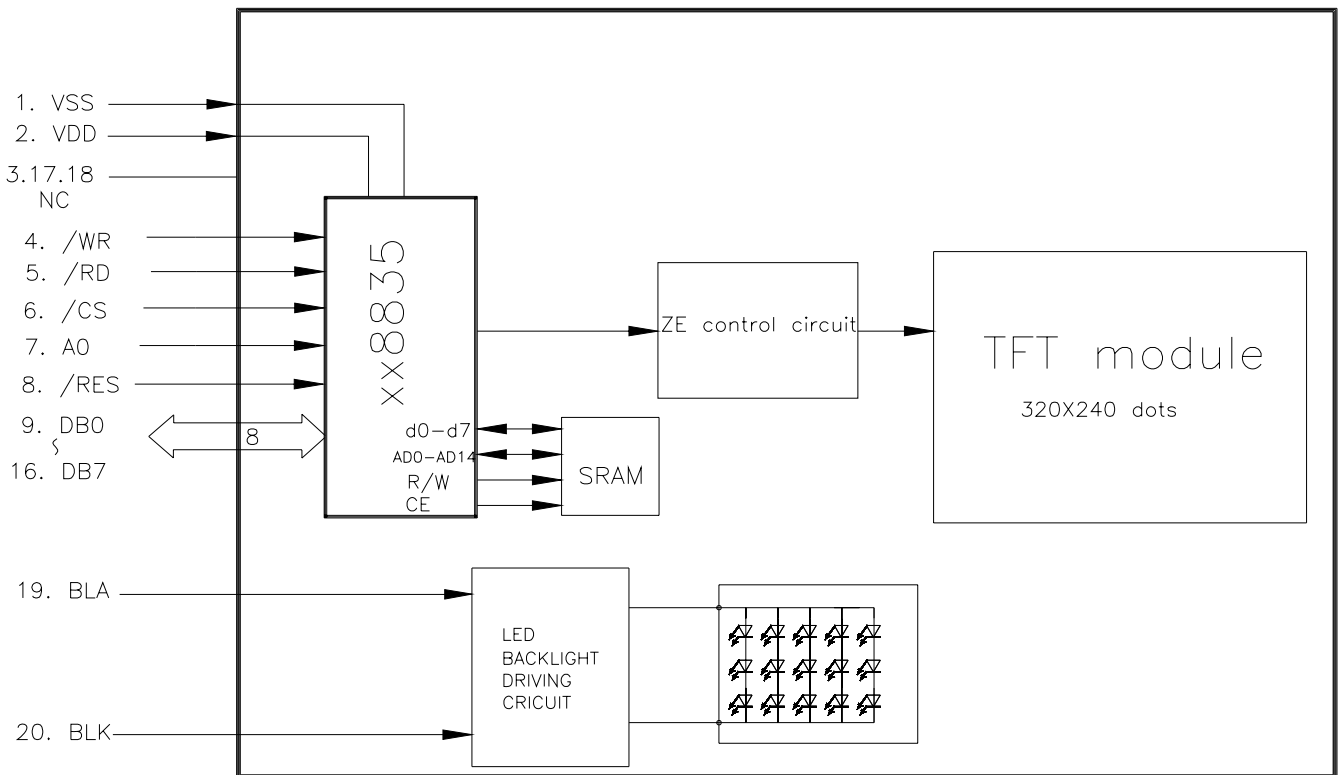 1. VSS
2. VDD
3.17.18
NC
4. /WR
5. /RD
6. /CS
7. A0
8. /RES
9. DB0
~
16. DB7
8
xx8835
d0-d7
AD0-AD14
R/W
CE
SRAM
ZE control circuit
TFT module
320X240 dots
19. BLA
20. BLK
LED
BACKLIGHT
DRIVING
CRICUIT